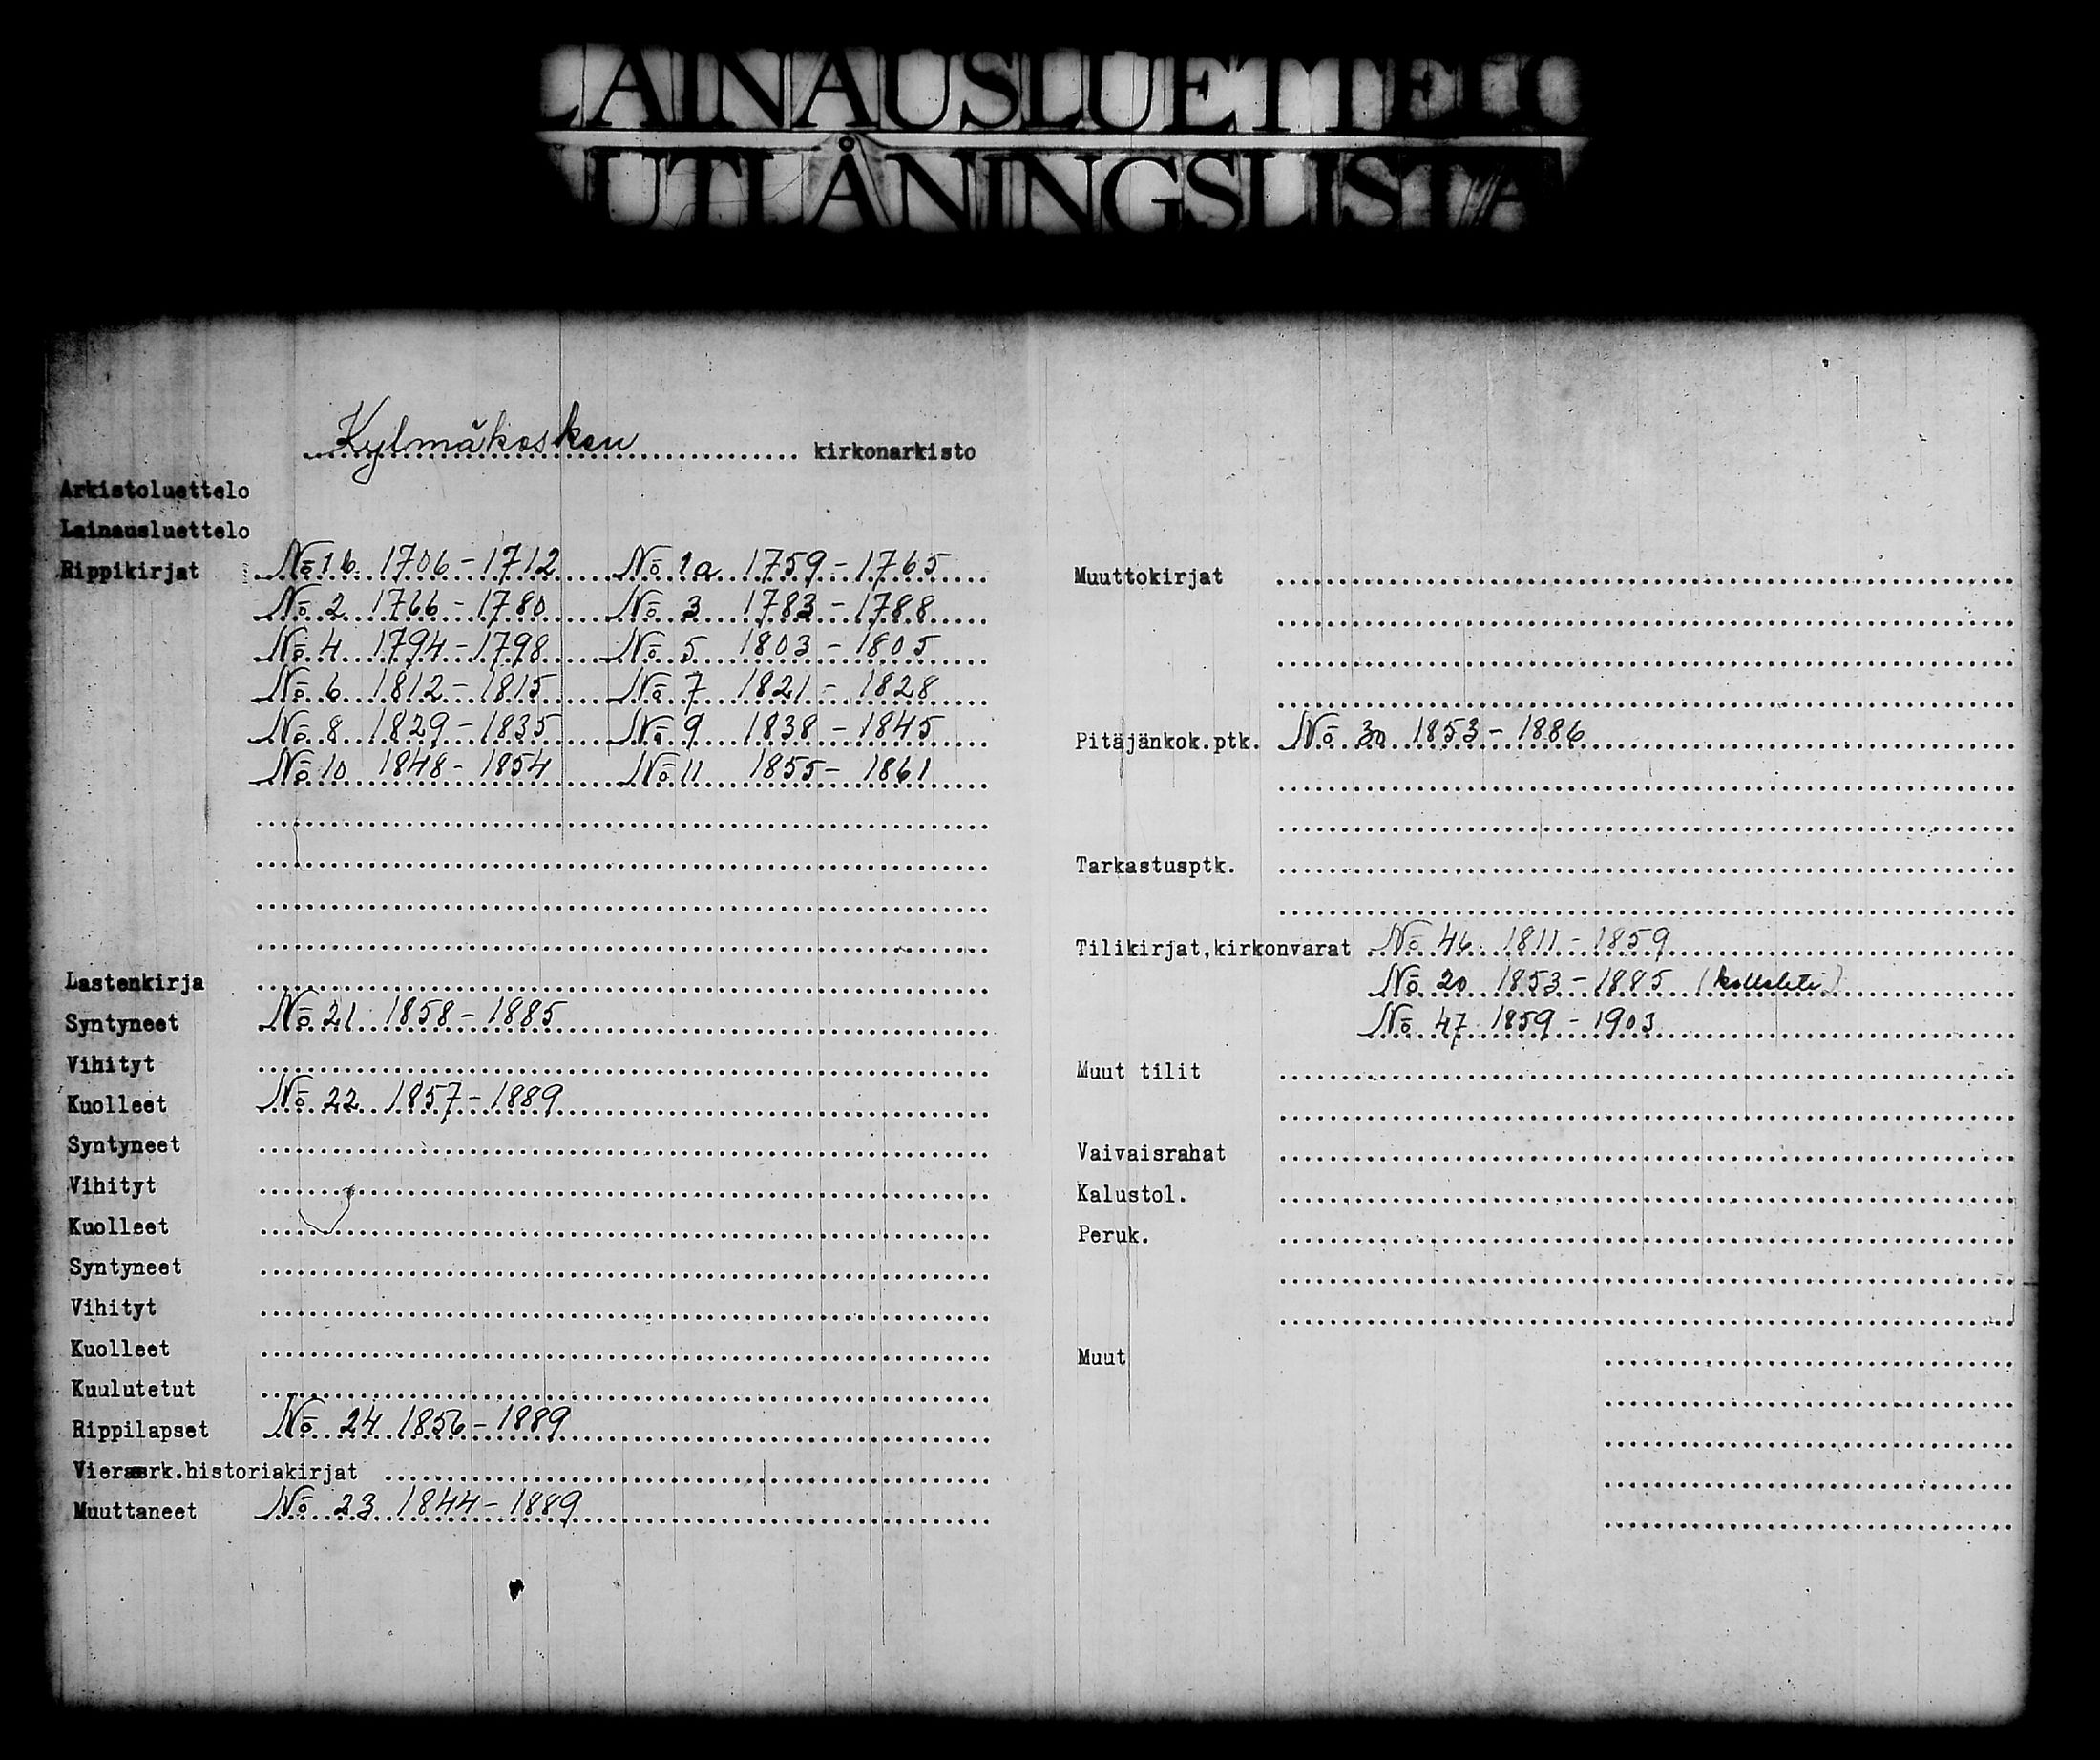 LAINAUSLUETTELO
UTLÅNINGSLISTA
Kylmäkosken kirkonarkisto
Arkistoluettelo
Lainausluettelo
Rippikirjat No 1b 1706-1712 No 1a 1759-1765
No 2 1766-1780 No 3 1783-1788
No 4 1794-1798 No 5 1803-1805
No 6 1812-1815 No 7 1821-1828
No 8 1829-1835 No 9 1838-1845
No 10 1848-1854 No 11 1855-1861
Lastenkirja
Syntyneet No 21 1858-1885
Vihityt
Kuolleet No 22 1857-1889
Syntyneet
Vihityt
Kuolleet
Syntyneet
Vihityt
Kuolleet
Kuulutetut
Rippilapset No 24 1856-1889
historiakirjat
Muuttaneet No 23 1844-1889
Muuttokirjat
Pitäjänkok.ptk. No 30 1853-1886
Tarkastusptk.
Tilikirjat,kirkonvarat No 46 1811-1859
No 20 1853-1885 (kollehti)
No 47 1859-1903
Muut tilit
Vaivaisrahat
Kalustol.
Peruk.
Muut